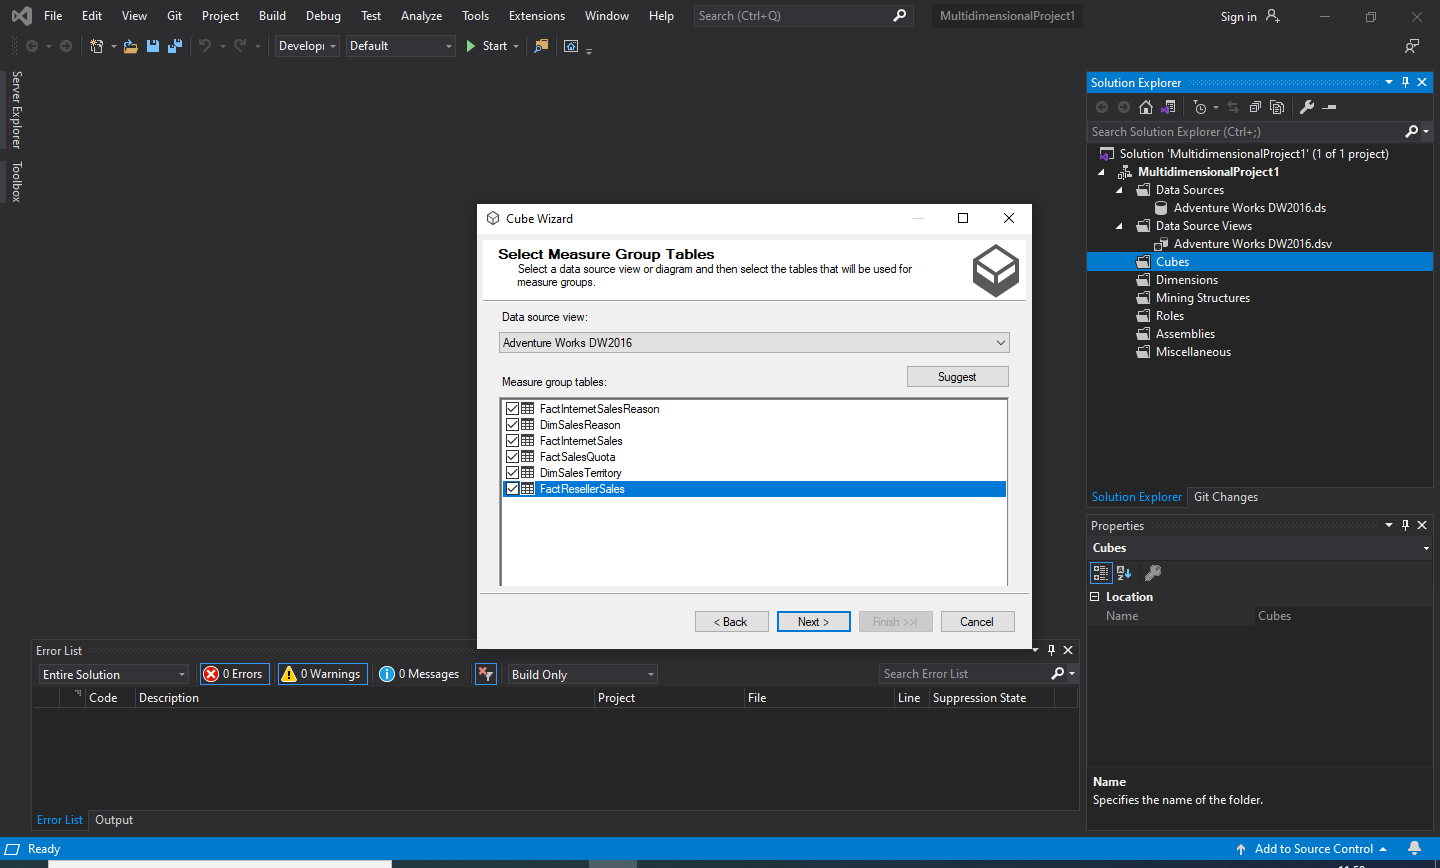 File Edit View Git Project Build Debug Test Analyze Tools Extensions Window Help Search (Ctrl+Q) MultidimensionalProject1 Sign in
Develop Default Start
Server Explorer
Toolbox
Solution Explorer
Search Solution Explorer (Ctrl+;)
Solution 'MultidimensionalProject1' (1 of 1 project)
MultidimensionalProject1
Data Sources
Adventure Works DW2016.ds
Data Source Views
Adventure Works DW2016.dsv
Cubes
Dimensions
Mining Structures
Roles
Assemblies
Miscellaneous
Solution Explorer Git Changes
Cube Wizard
Select Measure Group Tables
Select a data source view or diagram and then select the tables that will be used for
measure groups.
Data source view:
Adventure Works DW2016
Suggest
Measure group tables:
FactInternetSalesReason
DimSalesReason
FactInternetSales
FactSalesQuota
DimSalesTerritory
FactResellerSales
< Back Next > Finish >>| Cancel
Properties
Cubes
Location
Name Cubes
Name
Specifies the name of the folder.
Error List
Entire Solution 0 Errors 0 Warnings 0 Messages Build Only Search Error List
Code Description Project File Line Suppression State
Error List Output
Ready Add to Source Control